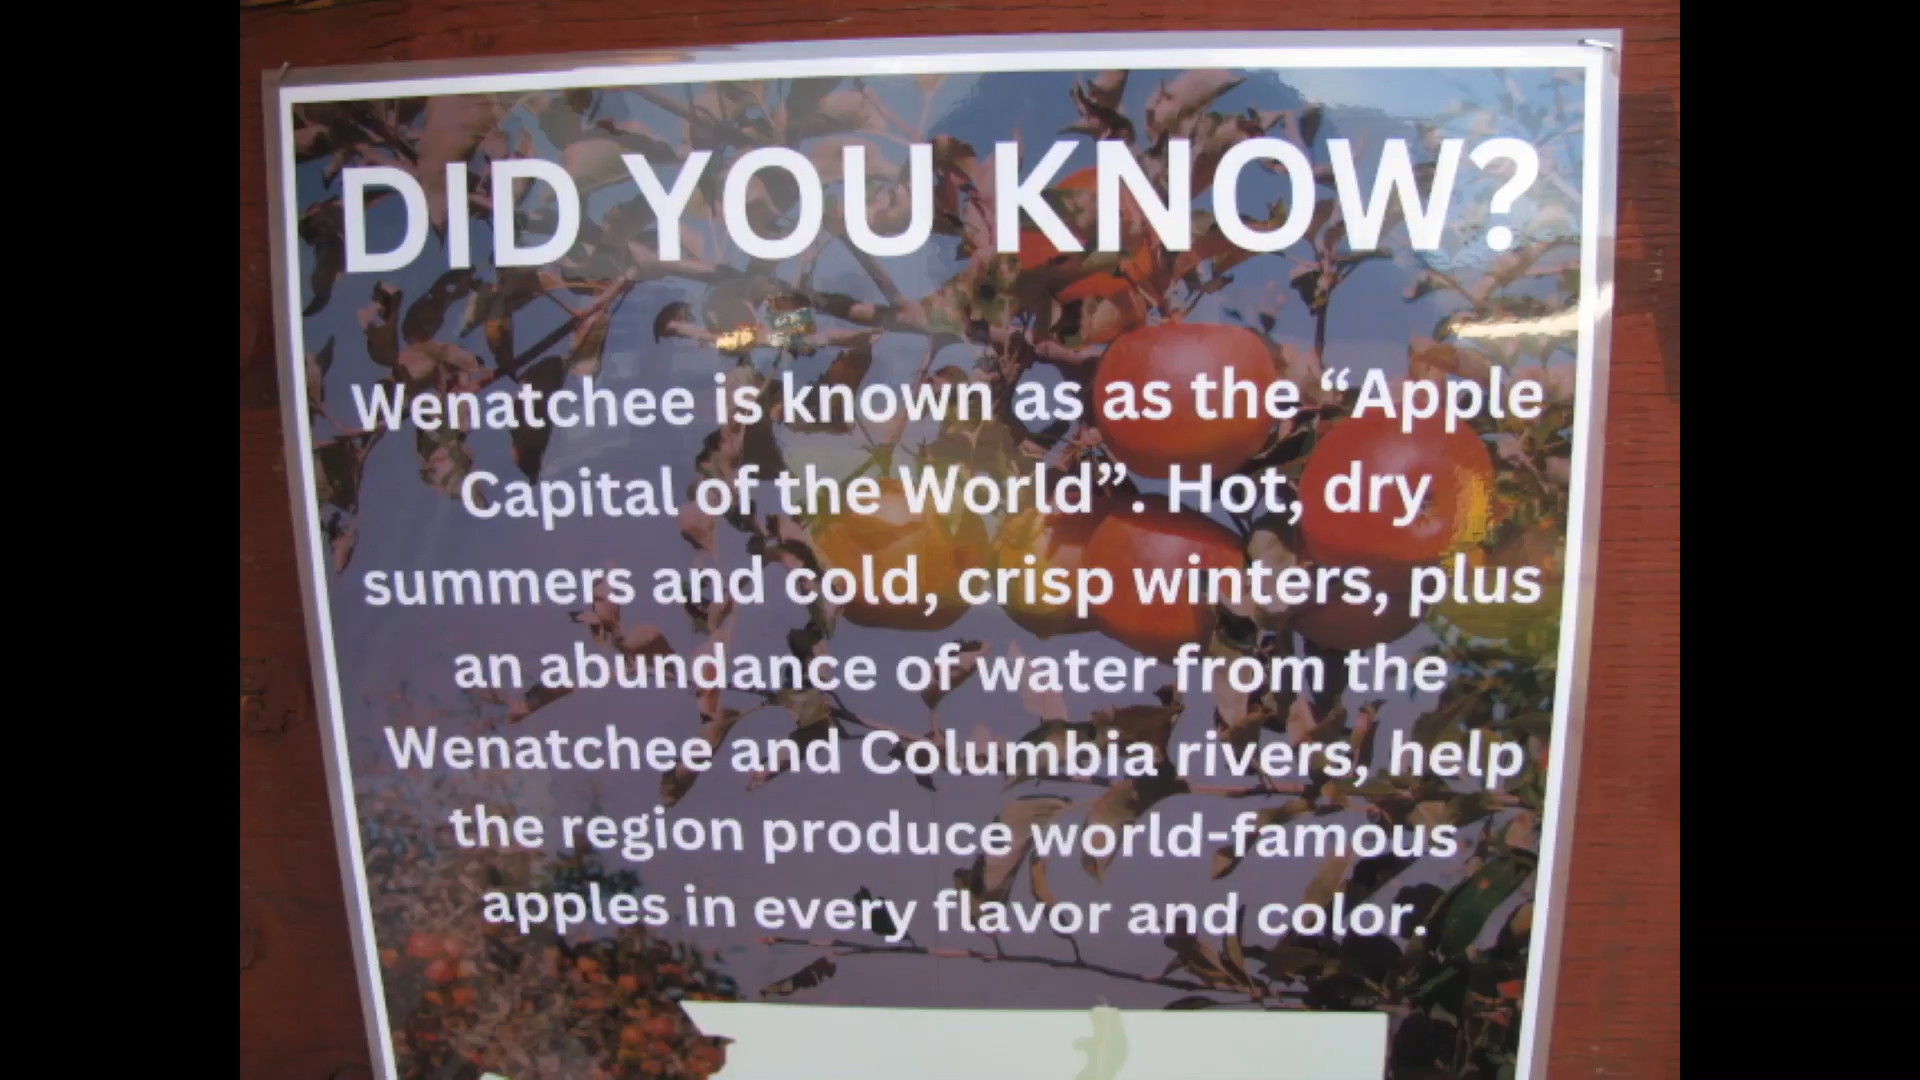 DID YOU KNOW?
Wenatchee is known as as the “Apple
Capital of the World”. Hot, dry
summers and cold, crisp winters, plus
an abundance of water from the
Wenatchee and Columbia rivers, help
the region produce world-famous
apples in every flavor and color.